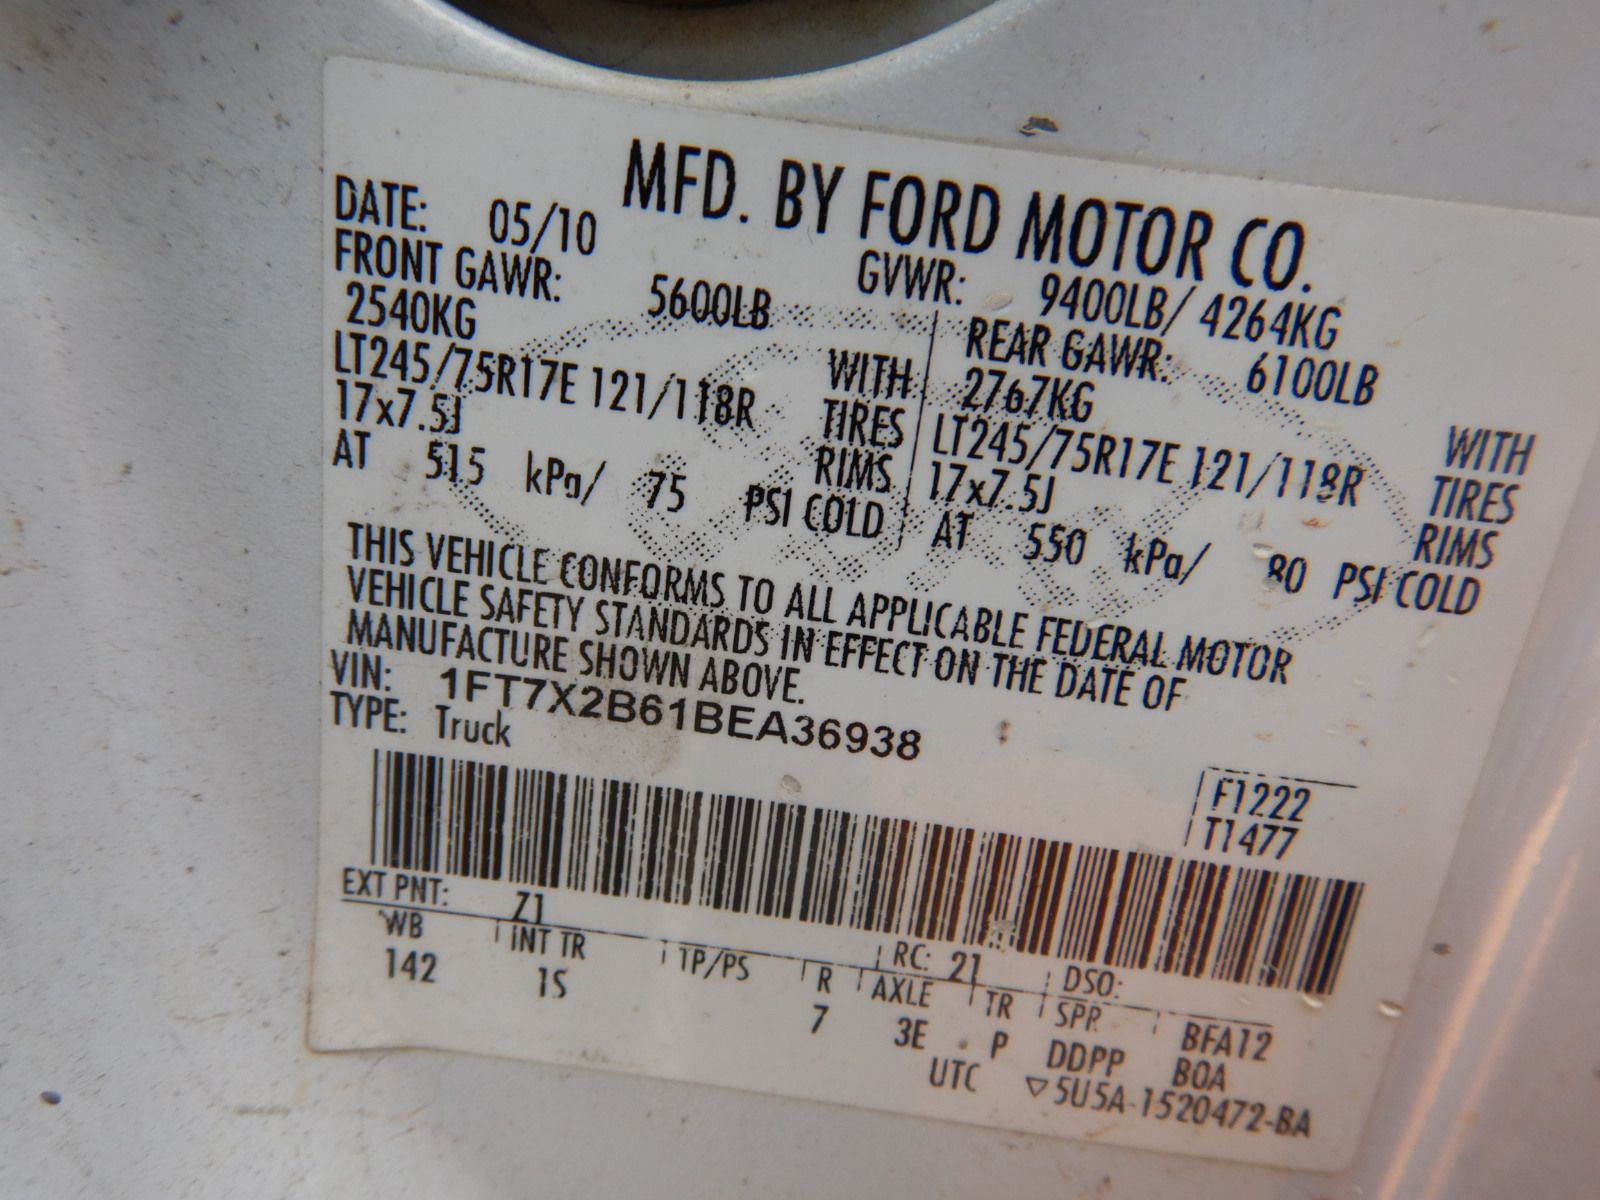 MFD. BY FORD MOTOR CO.
DATE: 05/10 GVWR: 9400LB/ 4264KG
FRONT GAWR: 5600LB REAR GAWR: 6100LB
2540KG WITH 2767KG WITH
LT245/75R17E 121/118R TIRES LT245/75R17E 121/118R TIRES
17x7.5J RIMS 17x7.5J RIMS
AT 515 kPa/ 75 PSI COLD AT 550 kPa/ 80 PSI COLD
THIS VEHICLE CONFORMS TO ALL APPLICABLE FEDERAL MOTOR
VEHICLE SAFETY STANDARDS IN EFFECT ON THE DATE OF
MANUFACTURE SHOWN ABOVE.
VIN: 1FT7X2B61BEA36938
TYPE: Truck
F1222
T1477
EXT PNT: Z1 RC: 21 DSO:
WB INT TR TP/PS R AXLE TR SPR BFA12
142 1S 7 3E P DDPP BOA
UTC ▽5U5A-1520472-BA